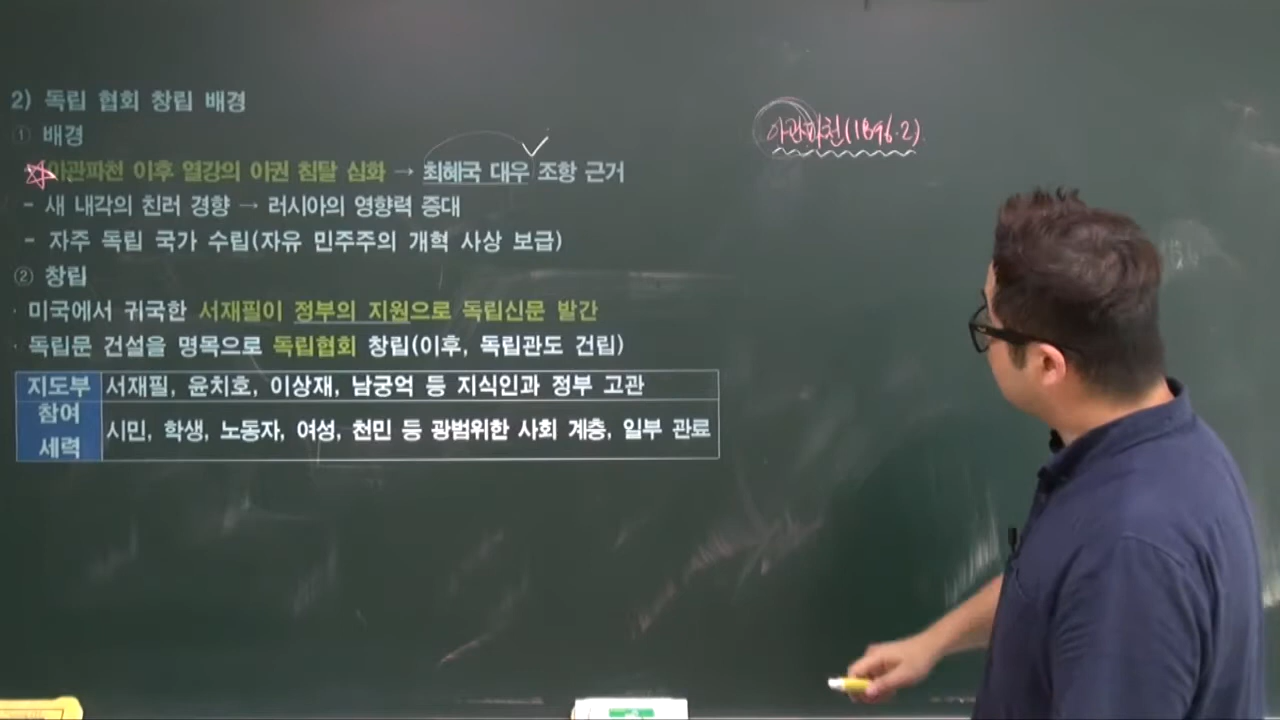 2) 독립 협회 창립 배경
① 배경
아관파천 이후 열강의 이권 침탈 심화 → 최혜국 대우 조항 근거
- 새 내각의 친러 경향 → 러시아의 영향력 증대
- 자주 독립 국가 수립(자유 민주주의 개혁 사상 보급)
② 창립
· 미국에서 귀국한 서재필이 정부의 지원으로 독립신문 발간
· 독립문 건설을 명목으로 독립협회 창립(이후, 독립관도 건립)
지도부 서재필, 윤치호, 이상재, 남궁억 등 지식인과 정부 고관
참여 세력 시민, 학생, 노동자, 여성, 천민 등 광범위한 사회 계층, 일부 관료
아관파천(1896.2)